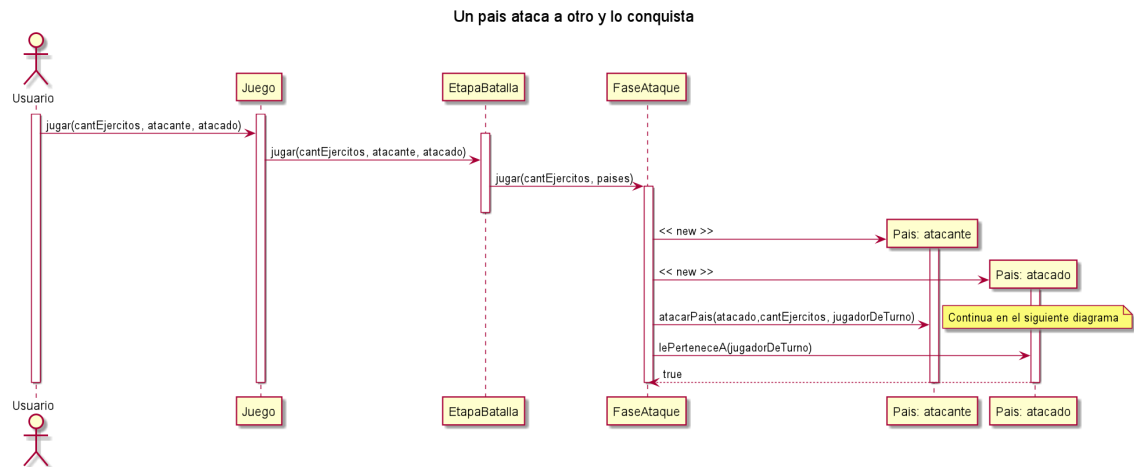 Un pais ataca a otro y lo conquista
Usuario
Juego
EtapaBatalla
FaseAtaque
jugar(cantEjercitos, atacante, atacado)
jugar(cantEjercitos, atacante, atacado)
jugar(cantEjercitos, paises)
<< new >>
Pais: atacante
<< new >>
Pais: atacado
atacarPais(atacado,cantEjercitos, jugadorDeTurno)
Continua en el siguiente diagrama
lePerteneceA(jugadorDeTurno)
true
Usuario
Juego
EtapaBatalla
FaseAtaque
Pais: atacante
Pais: atacado